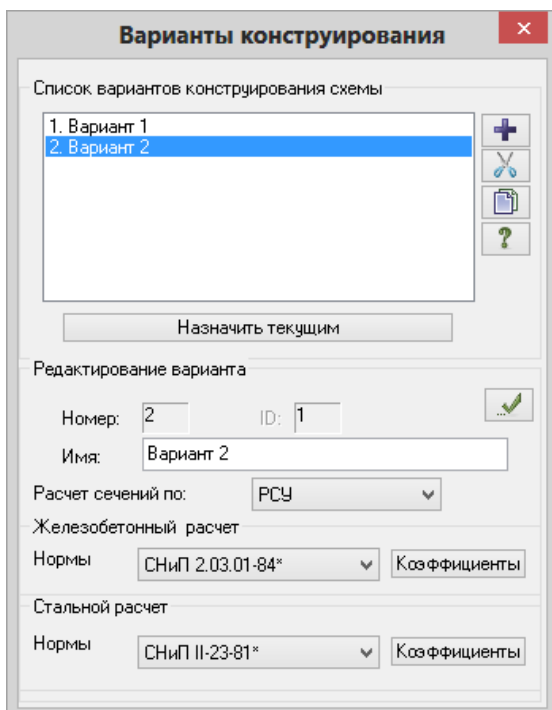 Варианты конструирования
Список вариантов конструирования схемы
1. Вариант 1
2. Вариант 2
Назначить текущим
Редактирование варианта
Номер: 2 ID: 1
Имя: Вариант 2
Расчет сечений по: РСУ
Железобетонный расчет
Нормы СНиП 2.03.01-84* Коэффициенты
Стальной расчет
Нормы СНиП II-23-81* Коэффициенты